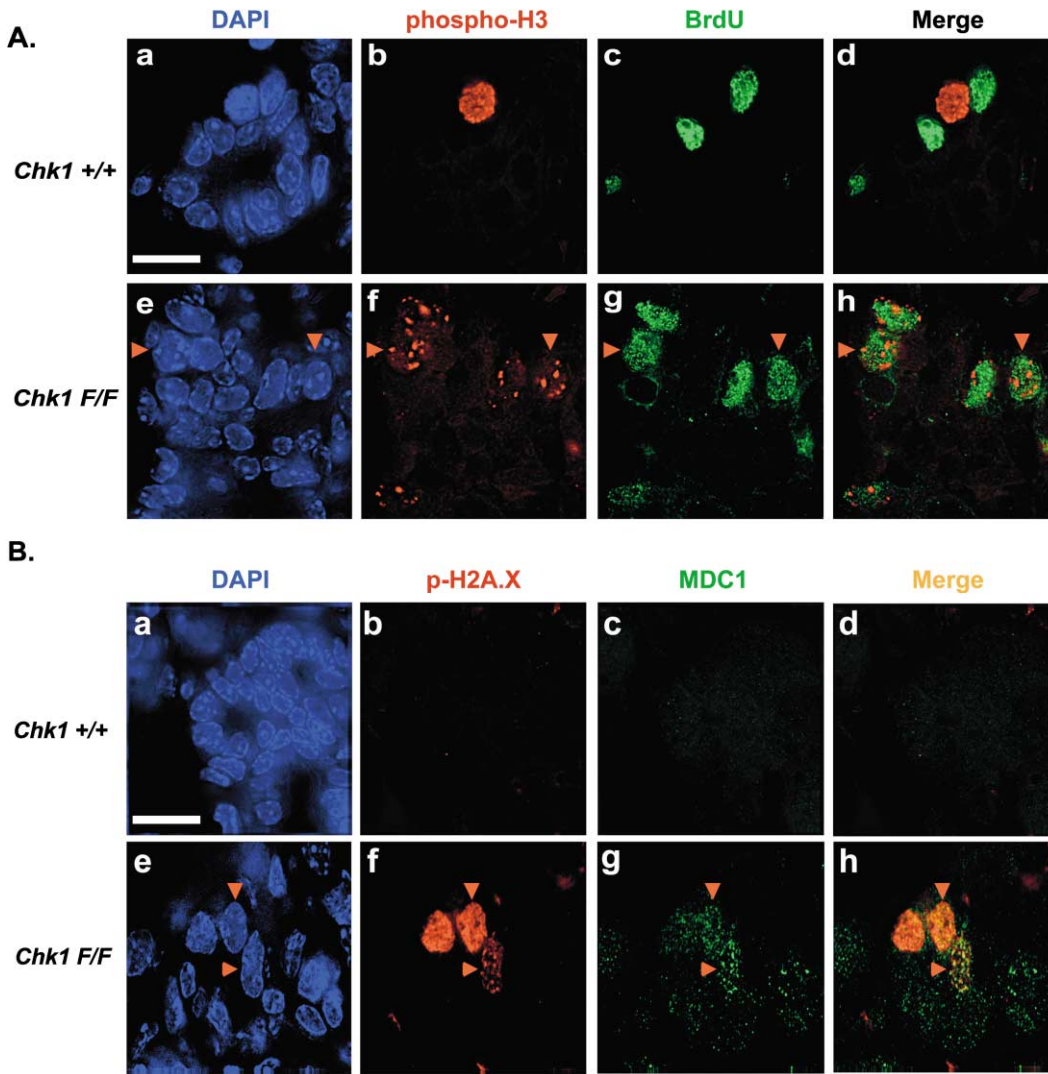 A.
DAPI phospho-H3 BrdU Merge
a b c d
Chk1 +/+
e f g h
Chk1 F/F
B.
DAPI p-H2A.X MDC1 Merge
a b c d
Chk1 +/+
e f g h
Chk1 F/F